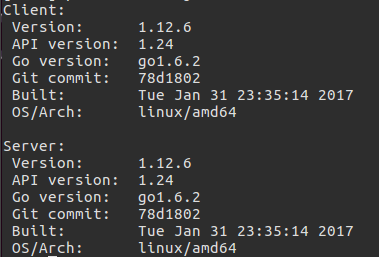 Client:
 Version:      1.12.6
 API version:  1.24
 Go version:   go1.6.2
 Git commit:   78d1802
 Built:        Tue Jan 31 23:35:14 2017
 OS/Arch:      linux/amd64

Server:
 Version:      1.12.6
 API version:  1.24
 Go version:   go1.6.2
 Git commit:   78d1802
 Built:        Tue Jan 31 23:35:14 2017
 OS/Arch:      linux/amd64